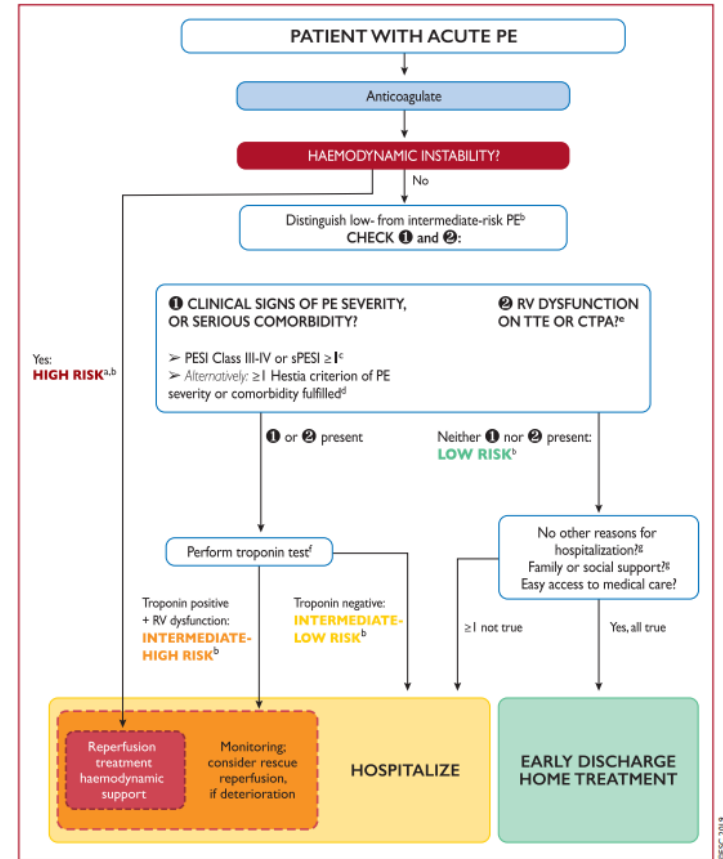 PATIENT WITH ACUTE PE
Anticoagulate
HAEMODYNAMIC INSTABILITY?
No
Distinguish low- from intermediate-risk PEᵇ
CHECK ❶ and ❷:
❶ CLINICAL SIGNS OF PE SEVERITY,
OR SERIOUS COMORBIDITY?
➢ PESI Class III-IV or sPESI ≥1ᶜ
➢ Alternatively: ≥1 Hestia criterion of PE
severity or comorbidity fulfilledᵈ
❷ RV DYSFUNCTION
ON TTE OR CTPA?ᵉ
Yes:
HIGH RISKᵃ,ᵇ
❶ or ❷ present
Neither ❶ nor ❷ present:
LOW RISKᵇ
Perform troponin testᶠ
No other reasons for
hospitalization?ᵍ
Family or social support?ᵍ
Easy access to medical care?
Troponin positive
+ RV dysfunction:
INTERMEDIATE-
HIGH RISKᵇ
Troponin negative:
INTERMEDIATE-
LOW RISKᵇ
≥1 not true
Yes, all true
Reperfusion
treatment
haemodynamic
support
Monitoring;
consider rescue
reperfusion,
if deterioration
HOSPITALIZE
EARLY DISCHARGE
HOME TREATMENT
ESC 2019